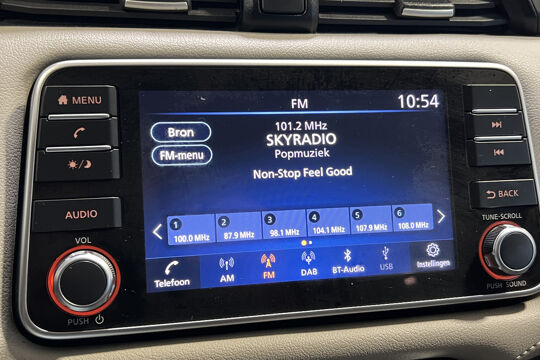 FM
10:54
MENU
101.2 MHz
Bron
SKYRADIO
Popmuziek
FM-menu
Non-Stop Feel Good
BACK
AUDIO
TUNE-SCROLL
1 2 3 4 5 6
100.0 MHz 87.9 MHz 98.1 MHz 104.1 MHz 107.9 MHz 108.0 MHz
VOL
Telefoon AM FM DAB BT-Audio USB Instellingen
PUSH
PUSH SOUND